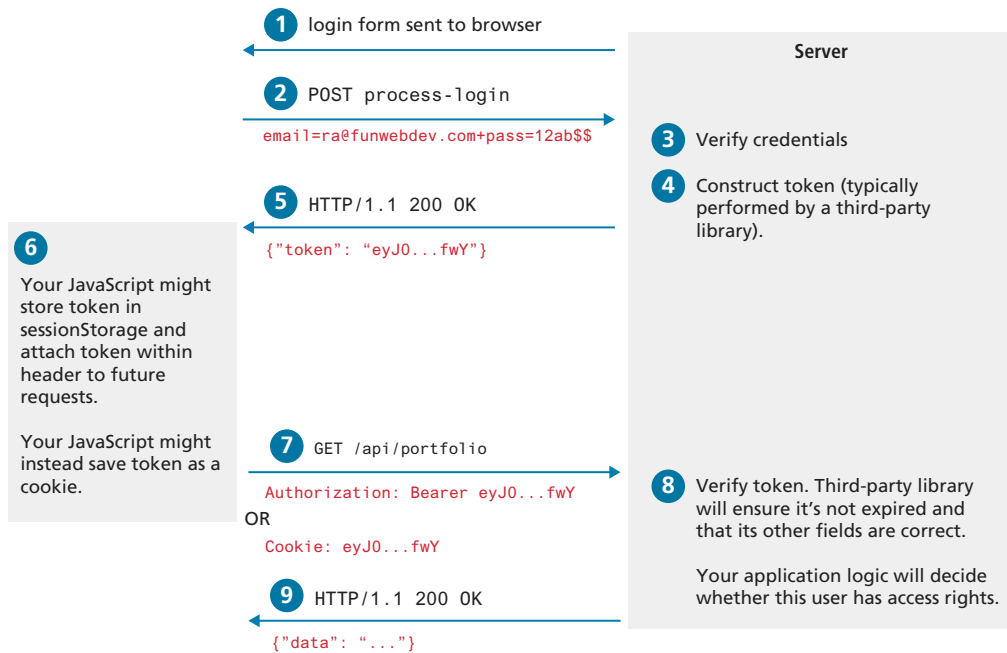 1 login form sent to browser
Server
2 POST process-login
email=ra@funwebdev.com+pass=12ab$$
3 Verify credentials
4 Construct token (typically
performed by a third-party
library).
5 HTTP/1.1 200 OK
{"token": “eyJ0...fwY”}
6
Your JavaScript might
store token in
sessionStorage and
attach token within
header to future
requests.
Your JavaScript might
instead save token as a
cookie.
7 GET /api/portfolio
Authorization: Bearer eyJ0...fwY
OR
Cookie: eyJ0...fwY
8 Verify token. Third-party library
will ensure it’s not expired and
that its other fields are correct.
Your application logic will decide
whether this user has access rights.
9 HTTP/1.1 200 OK
{”data": “...”}